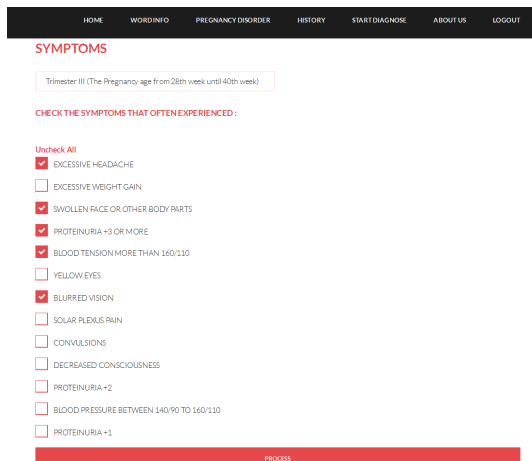 HOME WORD INFO PREGNANCY DISORDER HISTORY START DIAGNOSE ABOUT US LOGOUT
SYMPTOMS
Trimester III (The Pregnancy age from 28th week until 40th week)
CHECK THE SYMPTOMS THAT OFTEN EXPERIENCED :
Uncheck All
EXCESSIVE HEADACHE
EXCESSIVE WEIGHT GAIN
SWOLLEN FACE OR OTHER BODY PARTS
PROTEINURIA +3 OR MORE
BLOOD TENSION MORE THAN 160/110
YELLOW EYES
BLURRED VISION
SOLAR PLEXUS PAIN
CONVULSIONS
DECREASED CONSCIOUSNESS
PROTEINURIA +2
BLOOD PRESSURE BETWEEN 140/90 TO 160/110
PROTEINURIA +1
PROCESS